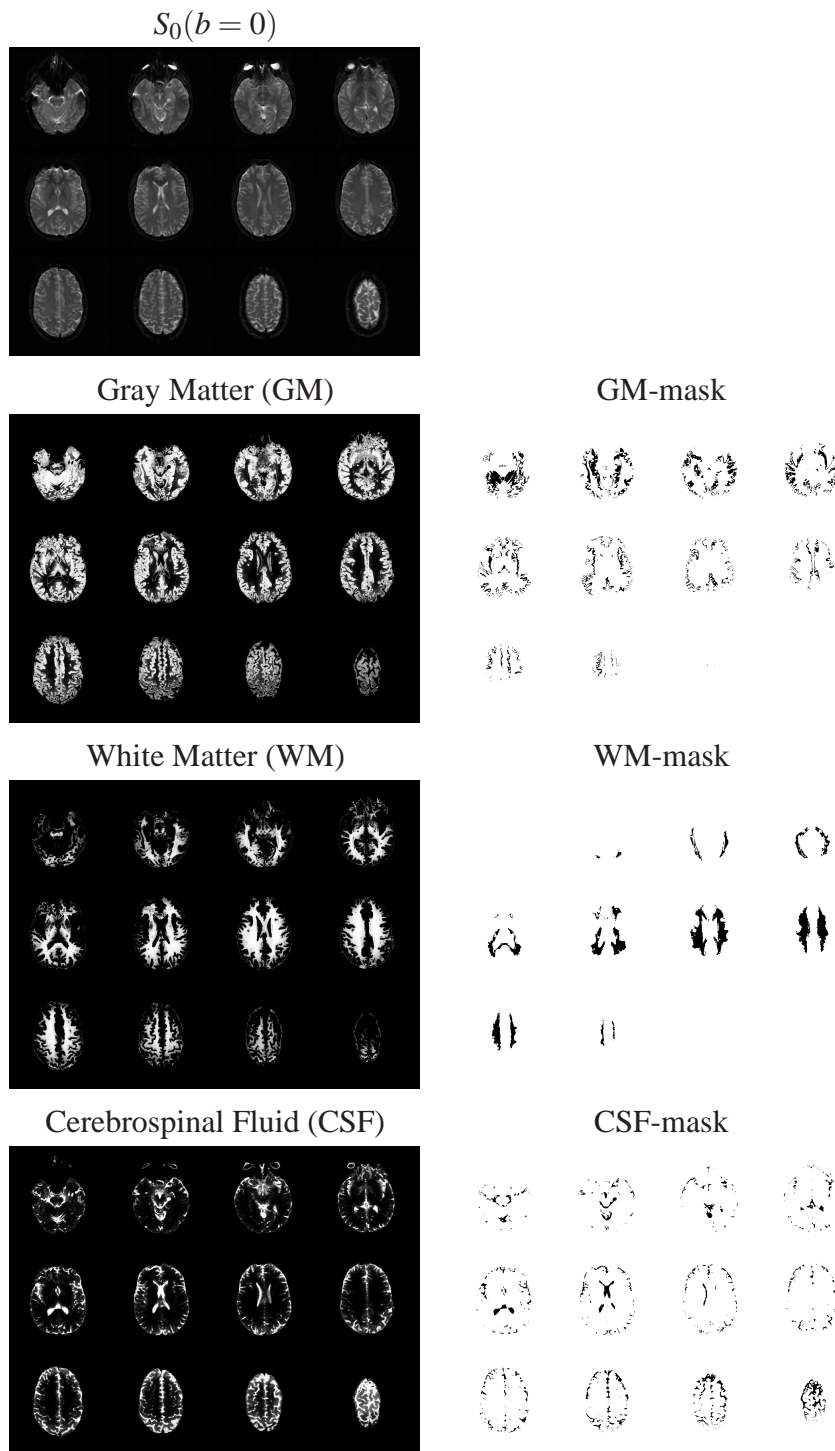 S₀(b = 0)
Gray Matter (GM)
GM-mask
White Matter (WM)
WM-mask
Cerebrospinal Fluid (CSF)
CSF-mask